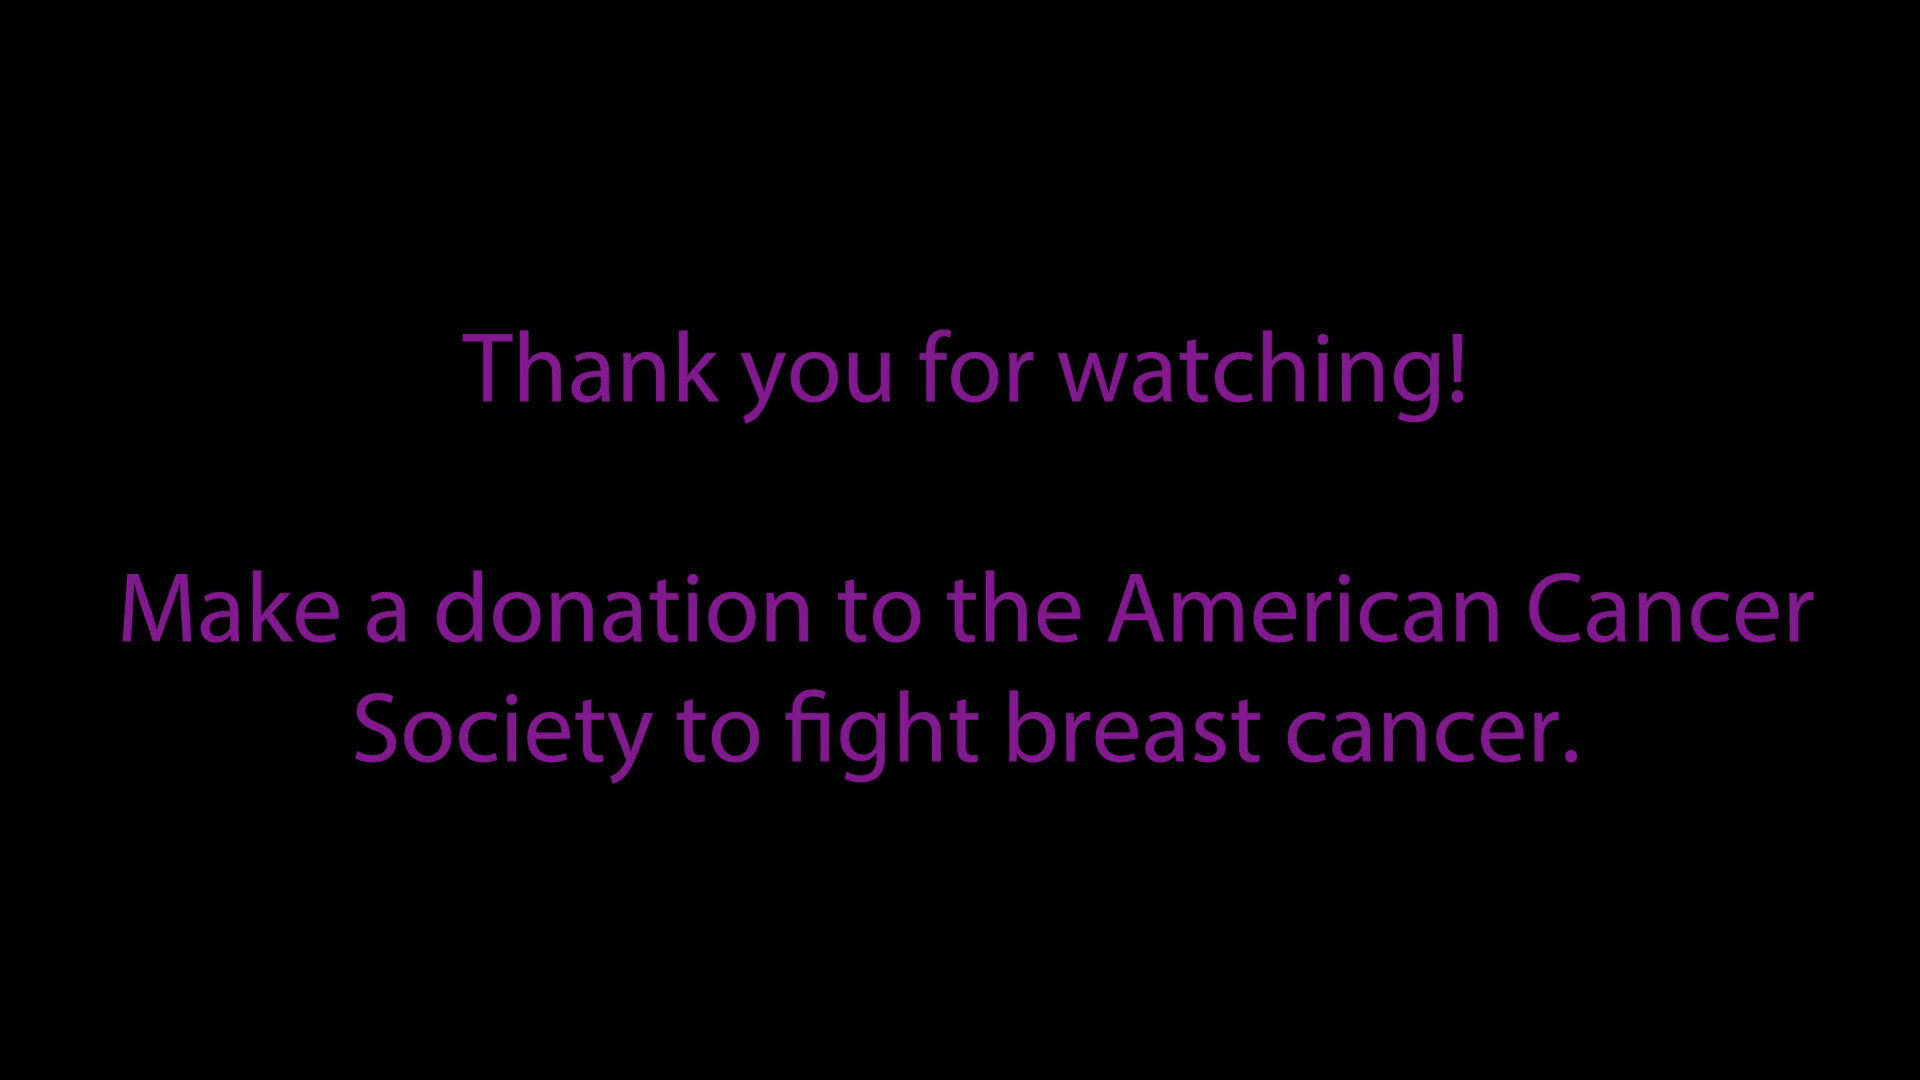 Thank you for watching!
Make a donation to the American Cancer
Society to fight breast cancer.